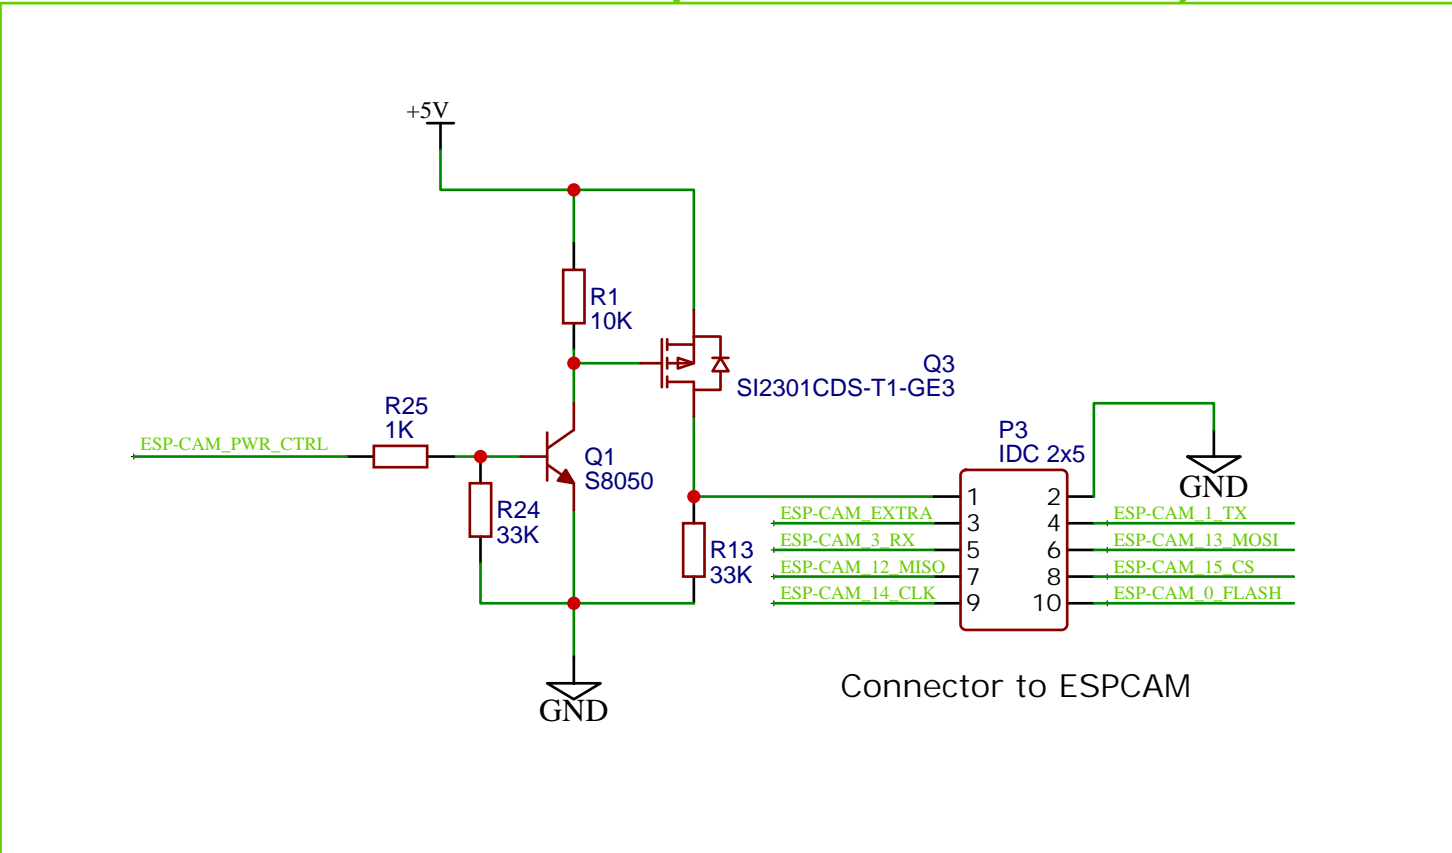 +5V
R1
10K
Q3
SI2301CDS-T1-GE3
R25
1K
ESP-CAM_PWR_CTRL
Q1
S8050
R24
33K
R13
33K
GND
P3
IDC 2x5
GND
1 2
ESP-CAM_EXTRA 3 4 ESP-CAM_1_TX
ESP-CAM_3_RX 5 6 ESP-CAM_13_MOSI
ESP-CAM_12_MISO 7 8 ESP-CAM_15_CS
ESP-CAM_14_CLK 9 10 ESP-CAM_0_FLASH
Connector to ESPCAM